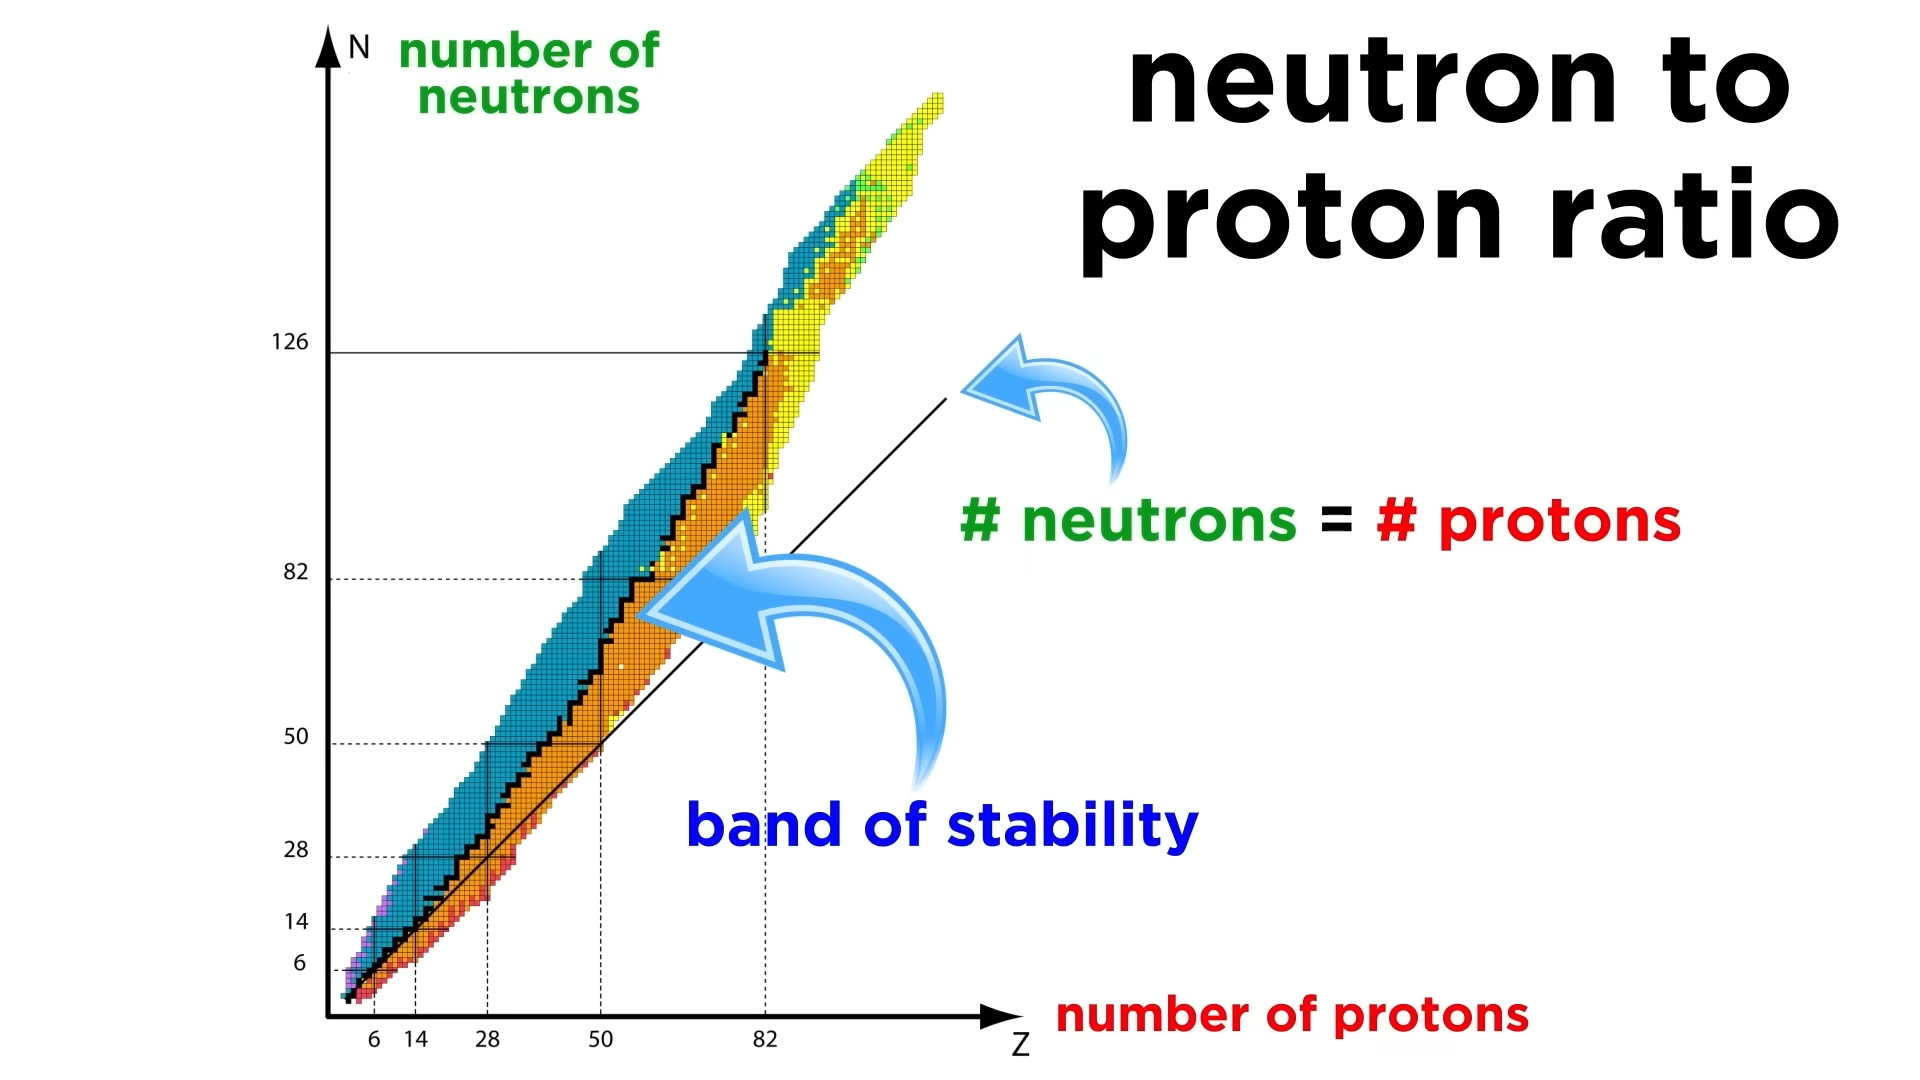 N
number of
neutrons
neutron to
proton ratio
126
# neutrons = # protons
82
50
band of stability
28
14
6
number of protons
6 14 28 50 82
Z